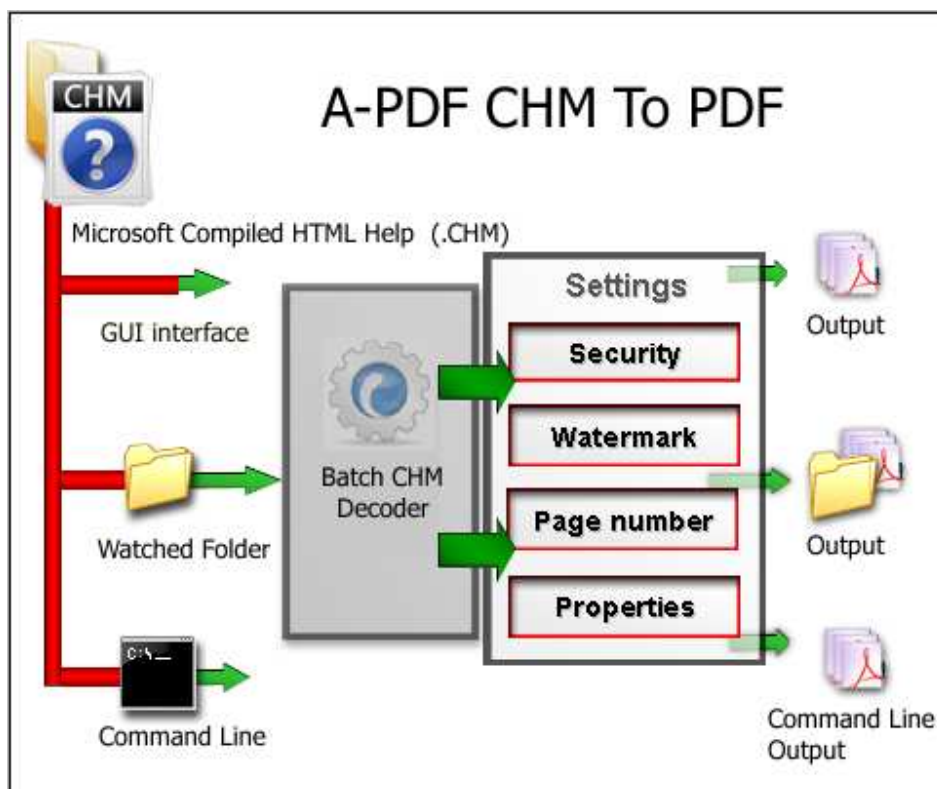 CHM
A-PDF CHM To PDF
Microsoft Compiled HTML Help (.CHM)
GUI interface
Settings
Security
Watermark
Page number
Properties
Batch CHM
Decoder
Watched Folder
C:\_
Command Line
Output
Output
Command Line
Output